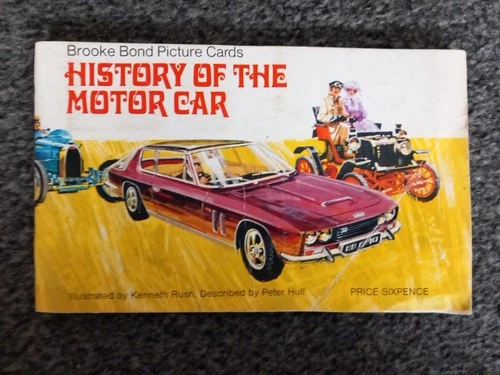 Brooke Bond Picture Cards
HISTORY OF THE
MOTOR CAR
Illustrated by Kenneth Rush, Described by Peter Hull
PRICE SIXPENCE